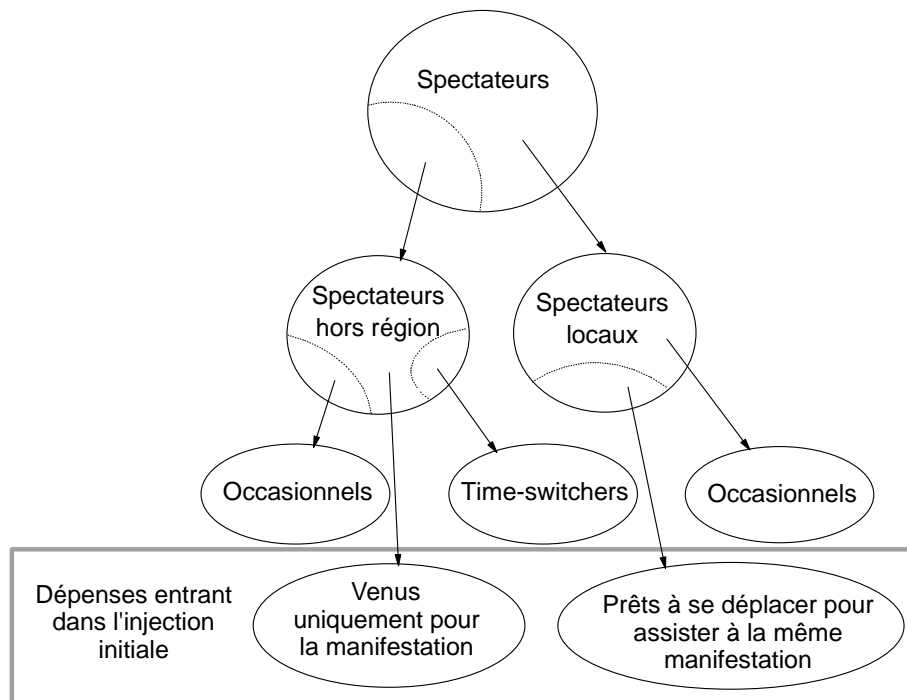 Spectateurs
Spectateurs
hors région
Spectateurs
locaux
Occasionnels
Time-switchers
Occasionnels
Dépenses entrant
dans l'injection
initiale
Venus
uniquement pour
la manifestation
Prêts à se déplacer pour
assister à la même
manifestation